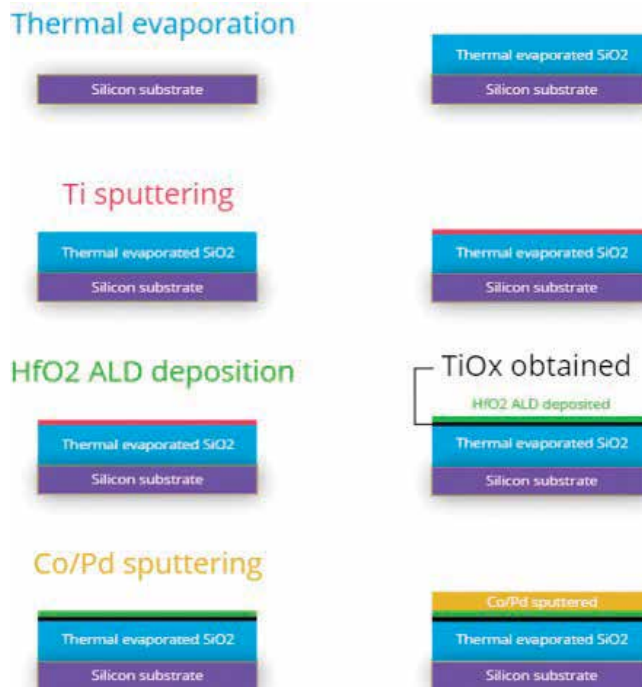 Thermal evaporation
Silicon substrate
Thermal evaporated SiO2
Silicon substrate
Ti sputtering
Thermal evaporated SiO2
Silicon substrate
Thermal evaporated SiO2
Silicon substrate
HfO2 ALD deposition
Thermal evaporated SiO2
Silicon substrate
TiOx obtained
HfO2 ALD deposited
Thermal evaporated SiO2
Silicon substrate
Co/Pd sputtering
Thermal evaporated SiO2
Silicon substrate
Co/Pd sputtered
Thermal evaporated SiO2
Silicon substrate